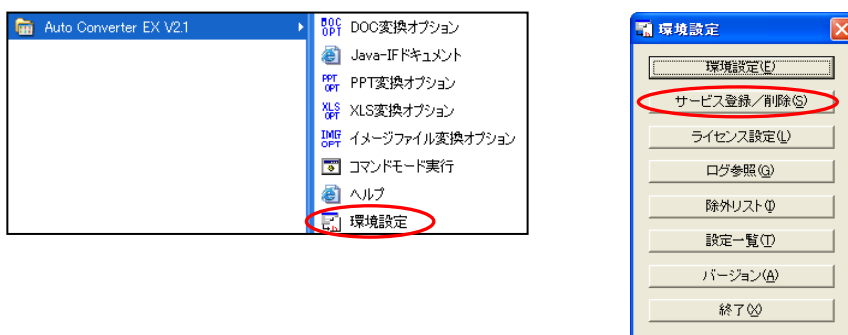 Auto Converter EX V2.1
DOC OPT DOC変換オプション
Java-IFドキュメント
PPT OPT PPT変換オプション
XLS OPT XLS変換オプション
IMG OPT イメージファイル変換オプション
コマンドモード実行
ヘルプ
環境設定
環境設定
環境設定(E)
サービス登録／削除(S)
ライセンス設定(L)
ログ参照(G)
除外リスト(I)
設定一覧(T)
バージョン(A)
終了(X)